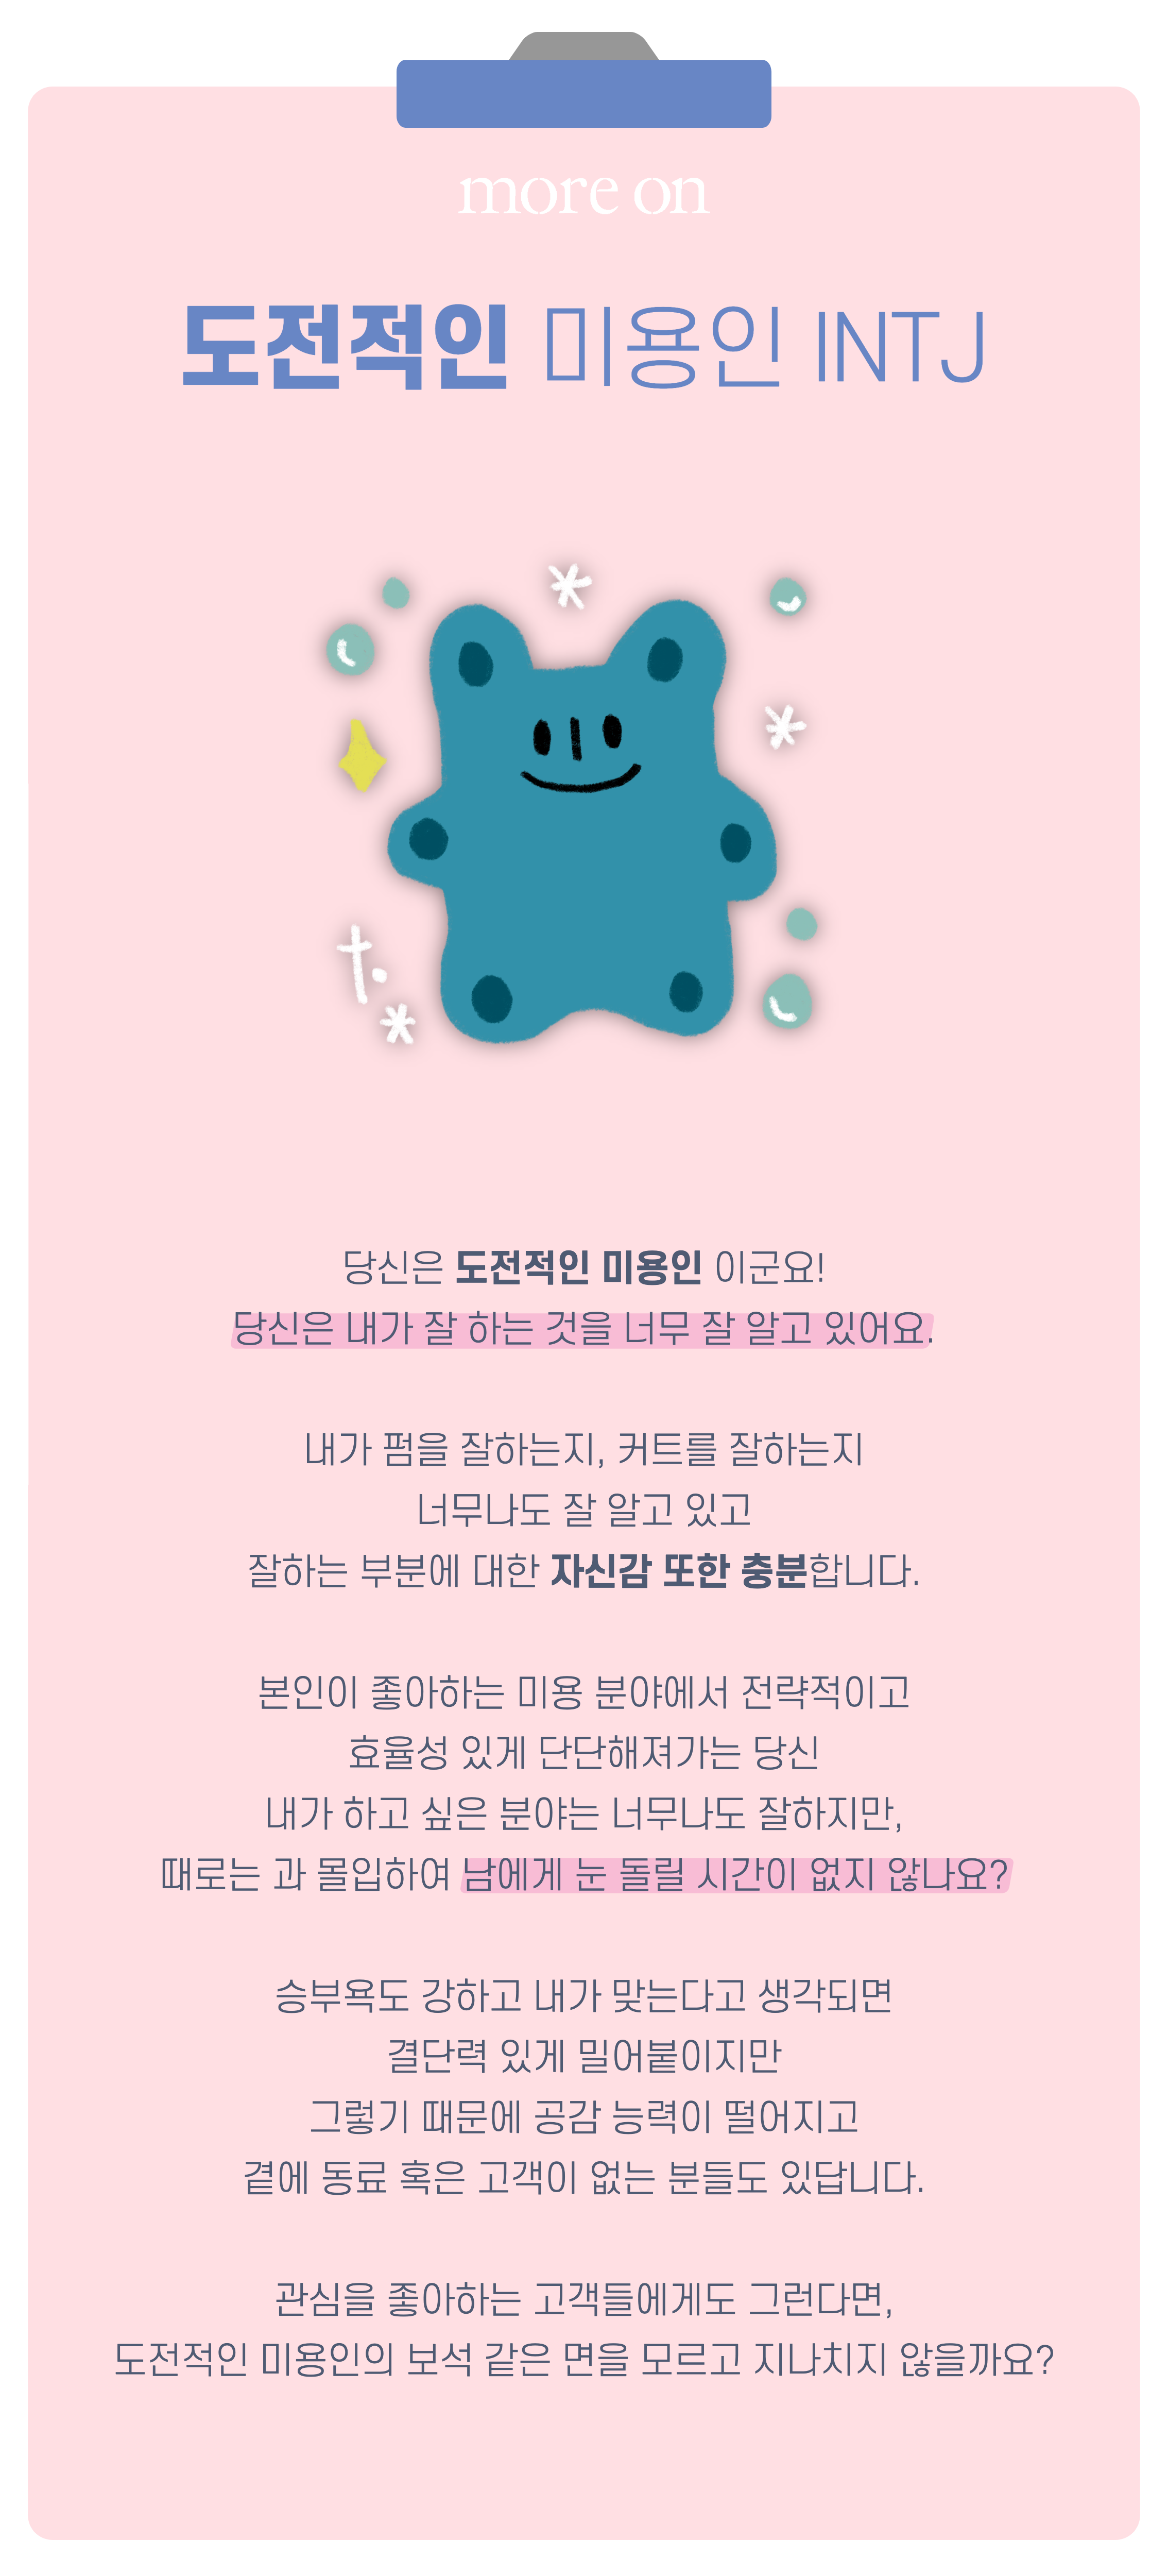 more on
도전적인 미용인 INTJ
당신은 도전적인 미용인 이군요!
당신은 내가 잘 하는 것을 너무 잘 알고 있어요.
내가 펌을 잘하는지, 커트를 잘하는지
너무나도 잘 알고 있고
잘하는 부분에 대한 자신감 또한 충분합니다.
본인이 좋아하는 미용 분야에서 전략적이고
효율성 있게 단단해져가는 당신
내가 하고 싶은 분야는 너무나도 잘하지만,
때로는 과 몰입하여 남에게 눈 돌릴 시간이 없지 않나요?
승부욕도 강하고 내가 맞는다고 생각되면
결단력 있게 밀어붙이지만
그렇기 때문에 공감 능력이 떨어지고
곁에 동료 혹은 고객이 없는 분들도 있답니다.
관심을 좋아하는 고객들에게도 그런다면,
도전적인 미용인의 보석 같은 면을 모르고 지나치지 않을까요?